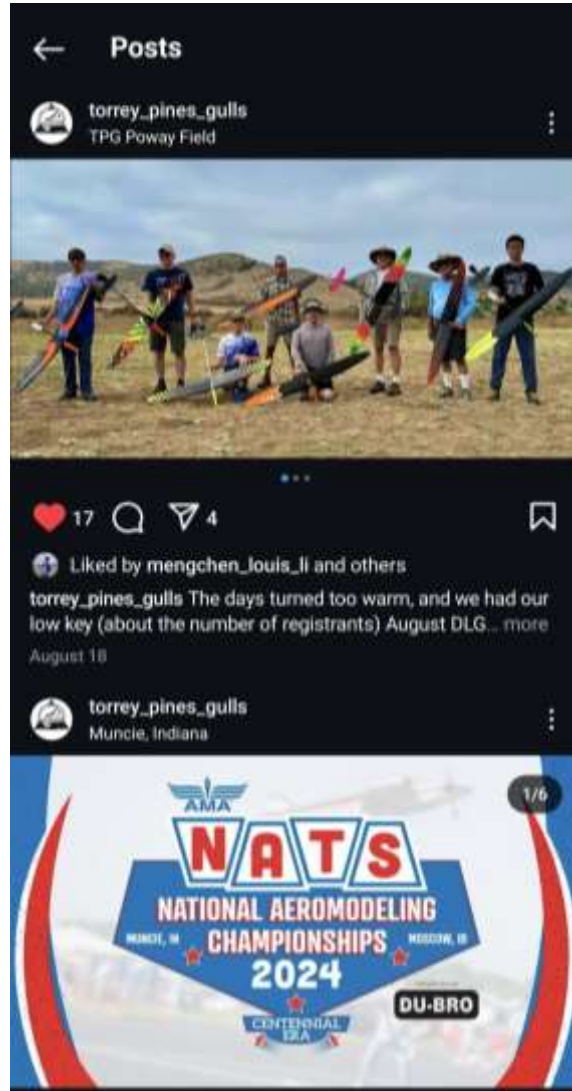 Posts
torrey_pines_gulls
TPG Poway Field
17
4
Liked by mengchen_louis_li and others
torrey_pines_gulls The days turned too warm, and we had our
low key (about the number of registrants) August DLG... more
August 18
torrey_pines_gulls
Muncie, Indiana
1/6
AMA
NATS
NATIONAL AEROMODELING
MUNCIE, IN
CHAMPIONSHIPS
MOSCOW, ID
2024
DU-BRO
CENTENNIAL
ERA